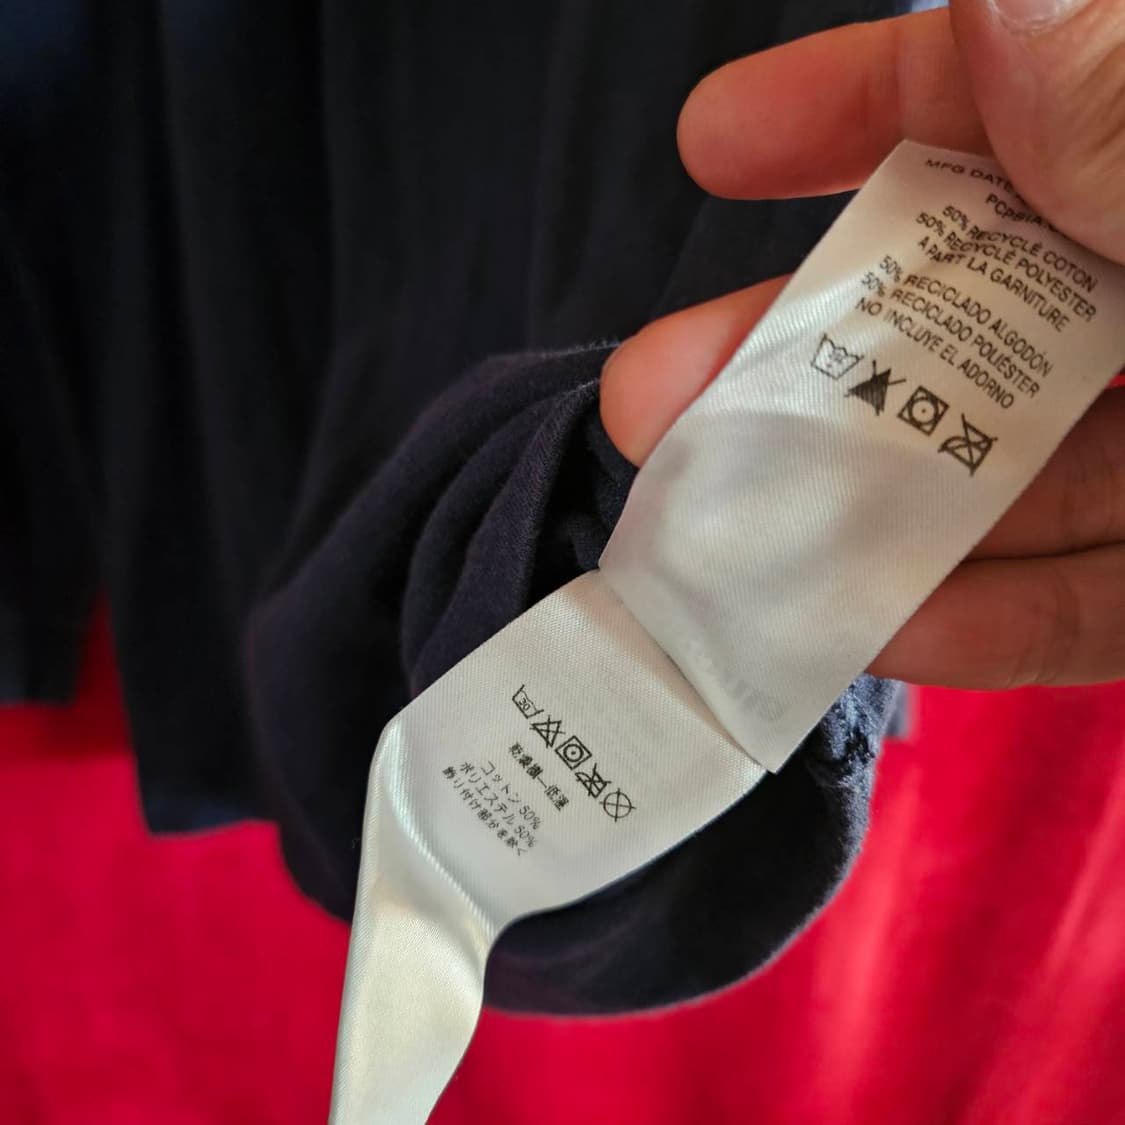 MFG DATE
50% RECYCLÉ COTON
50% RECYCLÉ POLYESTER
À PART LA GARNITURE
50% RECICLADO ALGODÓN
50% RECICLADO POLIÉSTER
NO INCLUYE EL ADORNO
30
乾燥機—低温
コットン 50%
ポリエステル 50%
飾り付け部分を除く